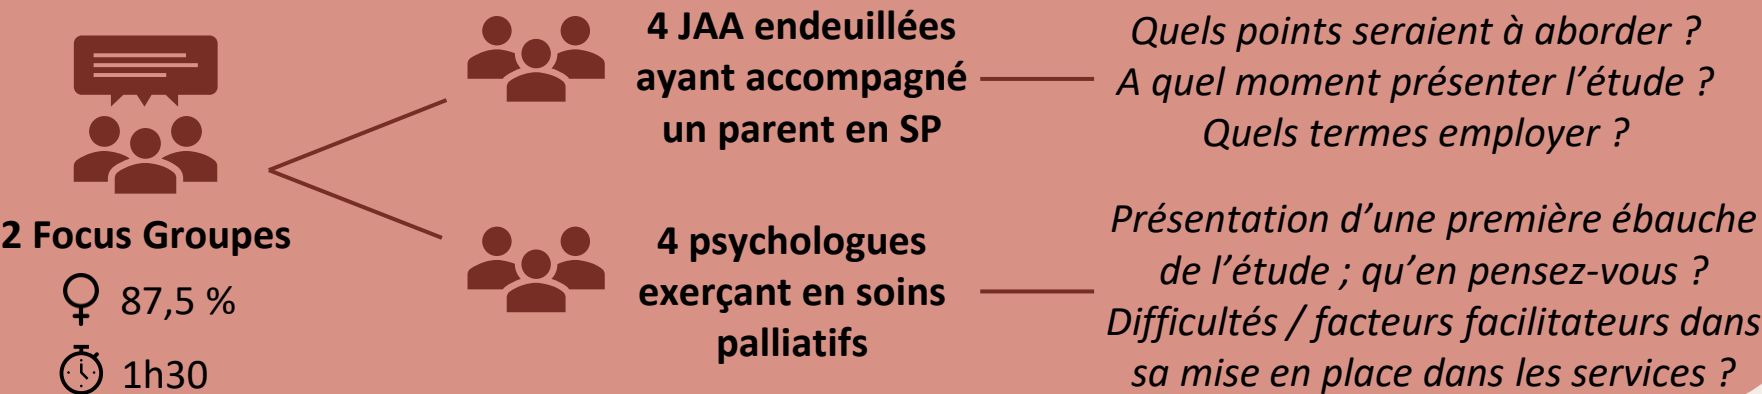 2 Focus Groupes
87,5 %
1h30
4 JAA endeuillées
ayant accompagné
un parent en SP
Quels points seraient à aborder ?
A quel moment présenter l’étude ?
Quels termes employer ?
4 psychologues
exerçant en soins
palliatifs
Présentation d’une première ébauche
de l’étude ; qu’en pensez-vous ?
Difficultés / facteurs facilitateurs dans
sa mise en place dans les services ?